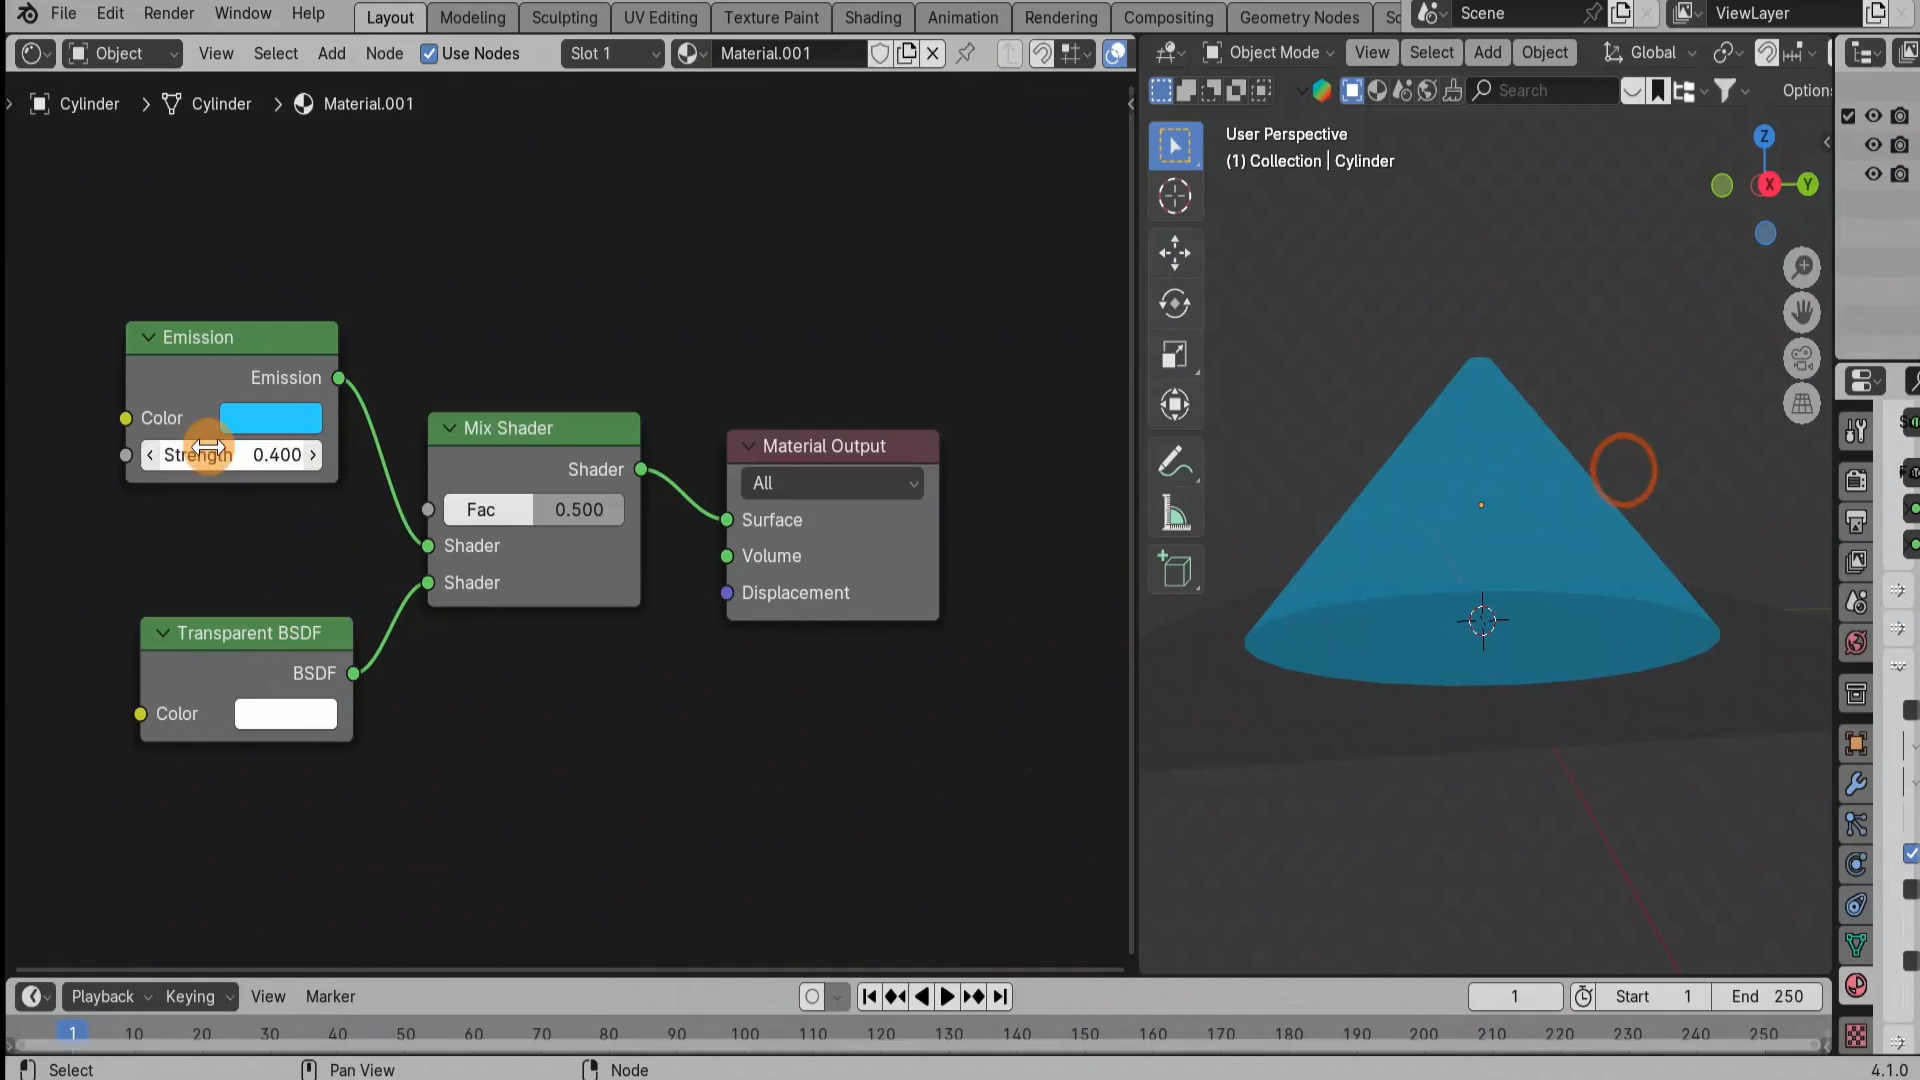 File Edit Render Window Help Layout Modeling Sculpting UV Editing Texture Paint Shading Animation Rendering Compositing Geometry Nodes Sc Scene ViewLayer
Object View Select Add Node Use Nodes Slot 1 Material.001
Object Mode View Select Add Object Global
Search Options
Cylinder Cylinder Material.001
User Perspective
(1) Collection | Cylinder
Z
X
Y
Emission
Emission
Color
Strength 0.400
Mix Shader
Shader
Fac 0.500
Shader
Shader
Material Output
All
Surface
Volume
Displacement
Transparent BSDF
BSDF
Color
Playback Keying View Marker 1 Start 1 End 250
1 10 20 30 40 50 60 70 80 90 100 110 120 130 140 150 160 170 180 190 200 210 220 230 240 250
Select Pan View Node 4.1.0